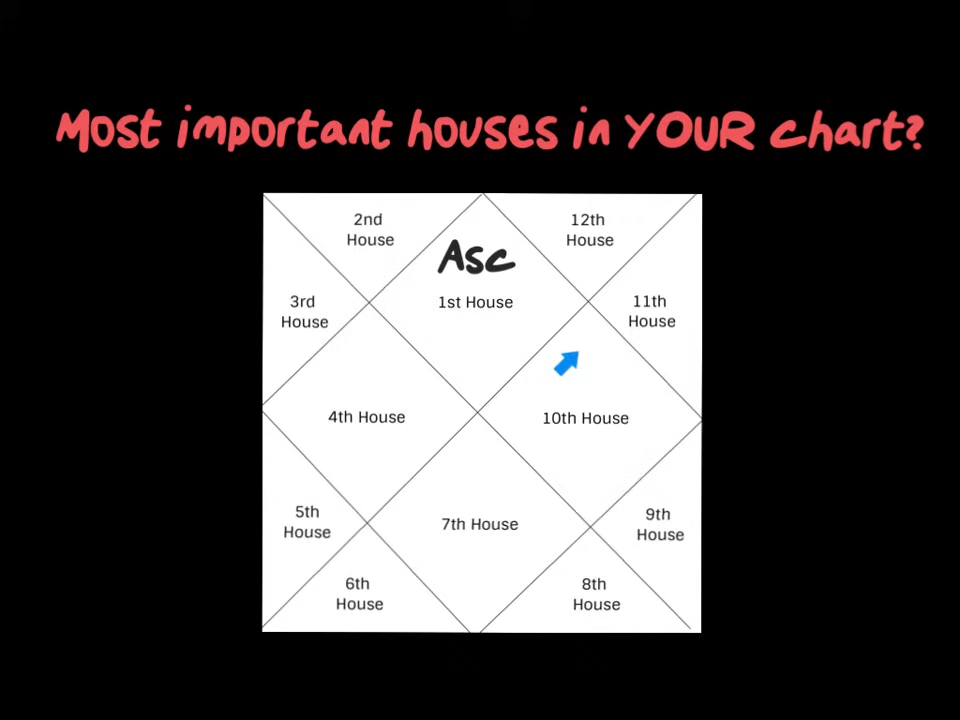 Most important houses in YOUR chart?
2nd
House
12th
House
Asc
1st House
3rd
House
11th
House
4th House
10th House
5th
House
7th House
9th
House
6th
House
8th
House